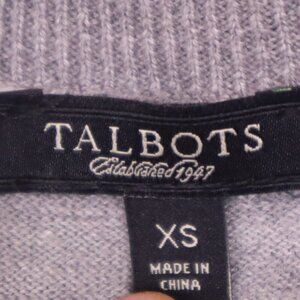 TALBOTS
Established 1947
XS
MADE IN
CHINA